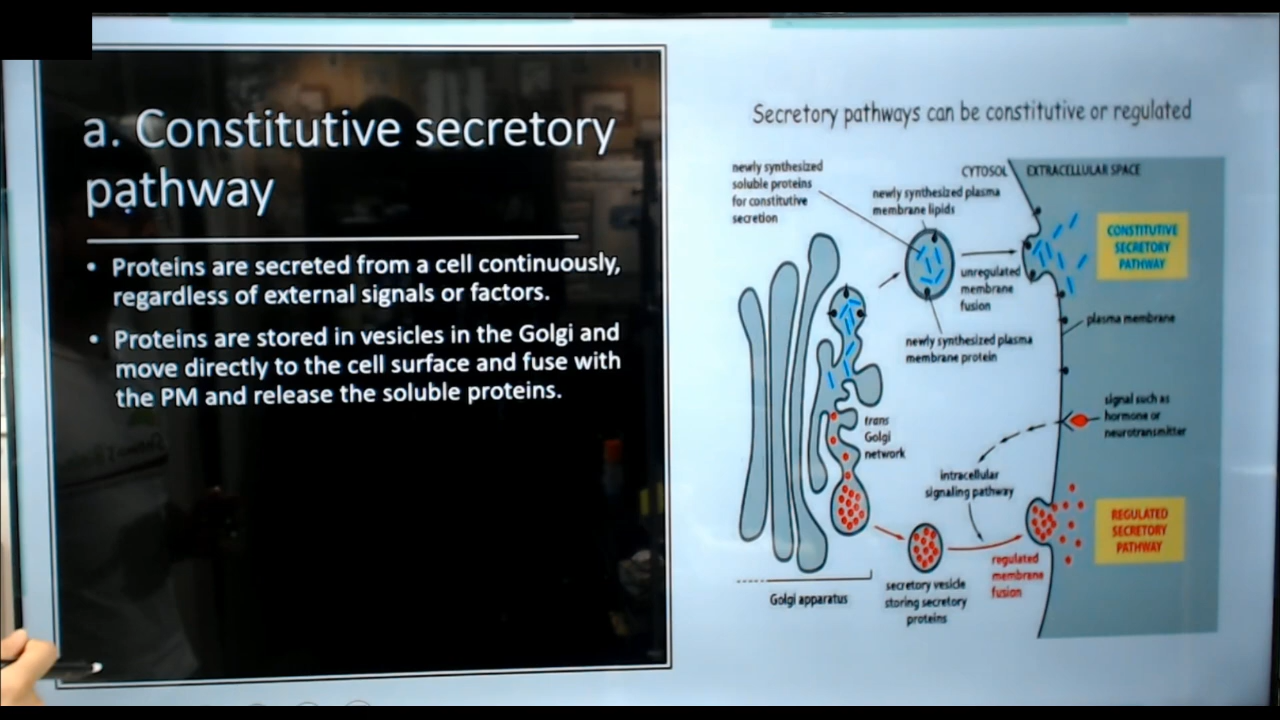 a. Constitutive secretory
pathway
• Proteins are secreted from a cell continuously,
regardless of external signals or factors.
• Proteins are stored in vesicles in the Golgi and
move directly to the cell surface and fuse with
the PM and release the soluble proteins.
Secretory pathways can be constitutive or regulated
newly synthesized
soluble proteins
for constitutive
secretion
newly synthesized plasma
membrane lipids
CYTOSOL
EXTRACELLULAR SPACE
CONSTITUTIVE
SECRETORY
PATHWAY
unregulated
membrane
fusion
newly synthesized plasma
membrane protein
plasma membrane
signal such as
hormone or
neurotransmitter
trans
Golgi
network
intracellular
signaling pathway
REGULATED
SECRETORY
PATHWAY
regulated
membrane
fusion
secretory vesicle
storing secretory
proteins
Golgi apparatus